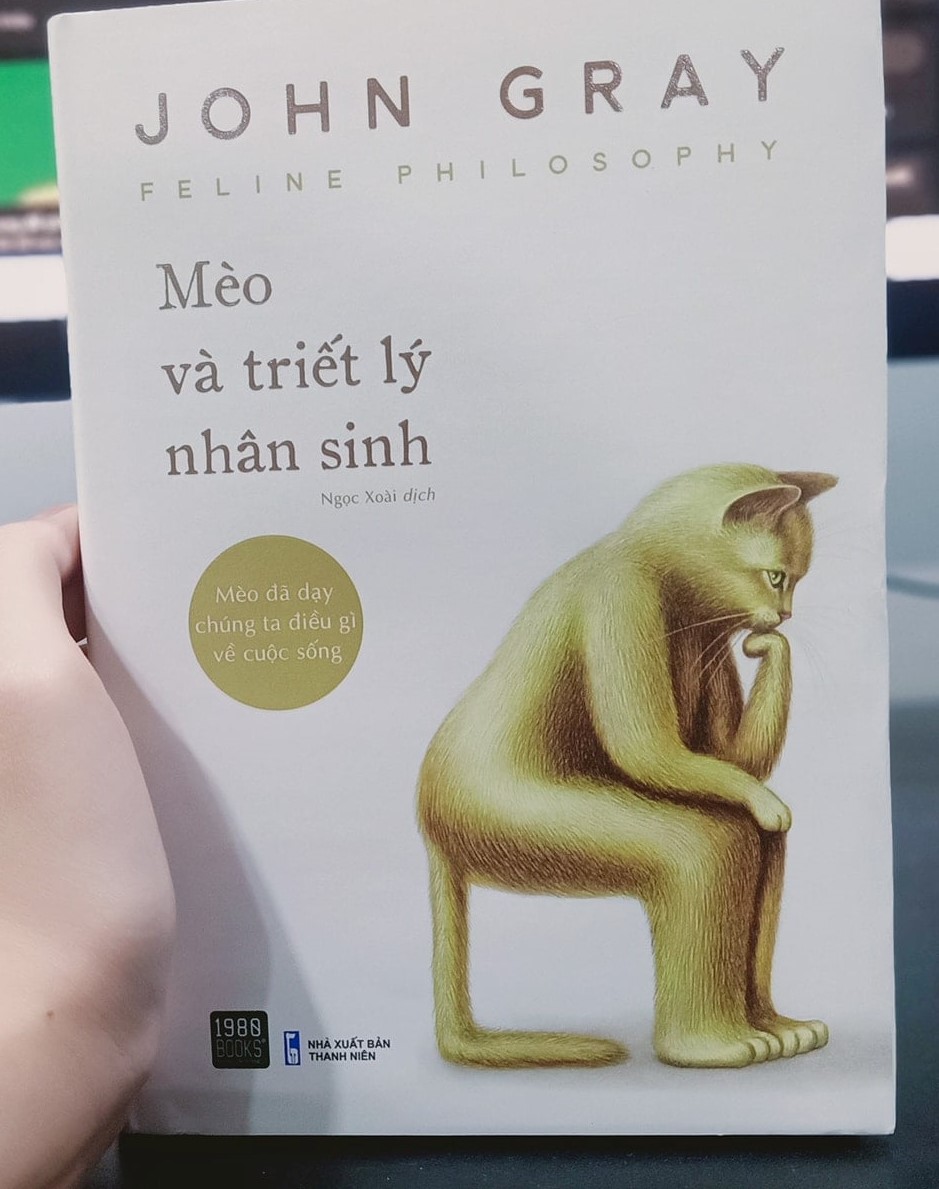 JOHN GRAY
FELINE PHILOSOPHY
Mèo
và triết lý
nhân sinh
Ngọc Xoài dịch
Mèo đã dạy
chúng ta điều gì
về cuộc sống
1980
BOOKS
NHÀ XUẤT BẢN
THANH NIÊN